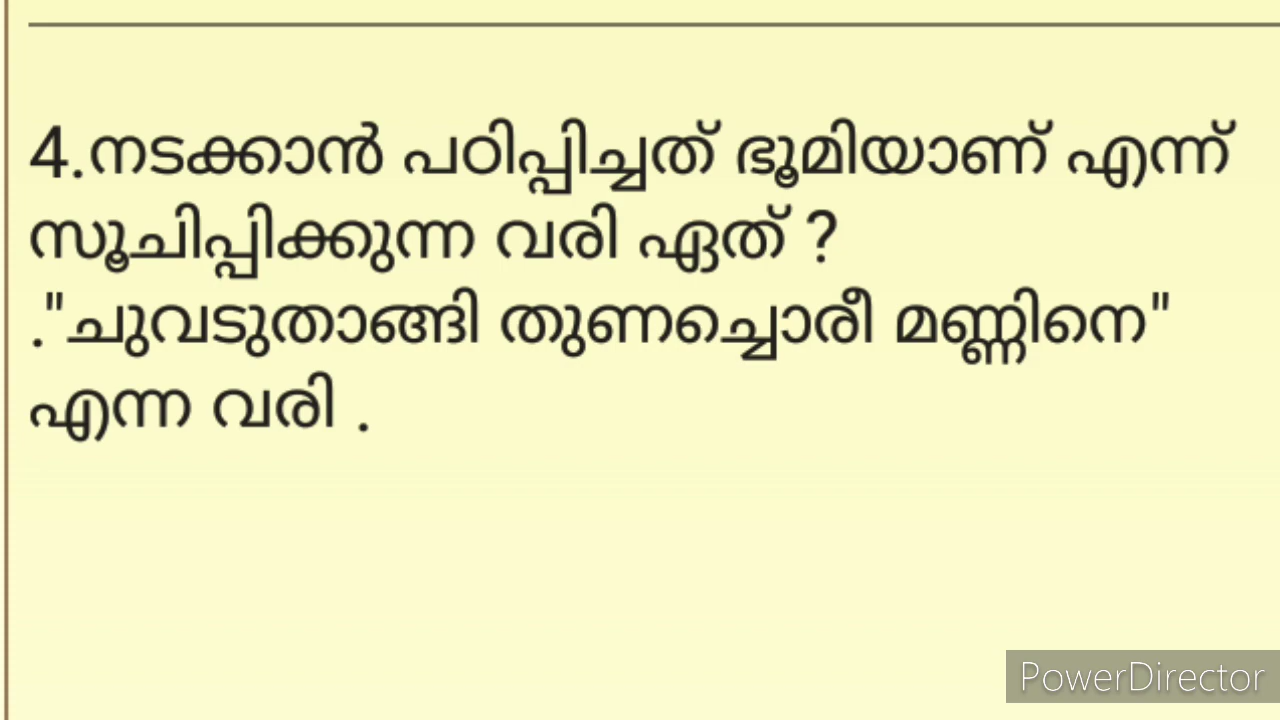 4.നടക്കാൻ പഠിപ്പിച്ചത് ഭൂമിയാണ് എന്ന്
സൂചിപ്പിക്കുന്ന വരി ഏത് ?
."ചുവടുതാങ്ങി തുണച്ചൊരീ മണ്ണിനെ"
എന്ന വരി .
PowerDirector